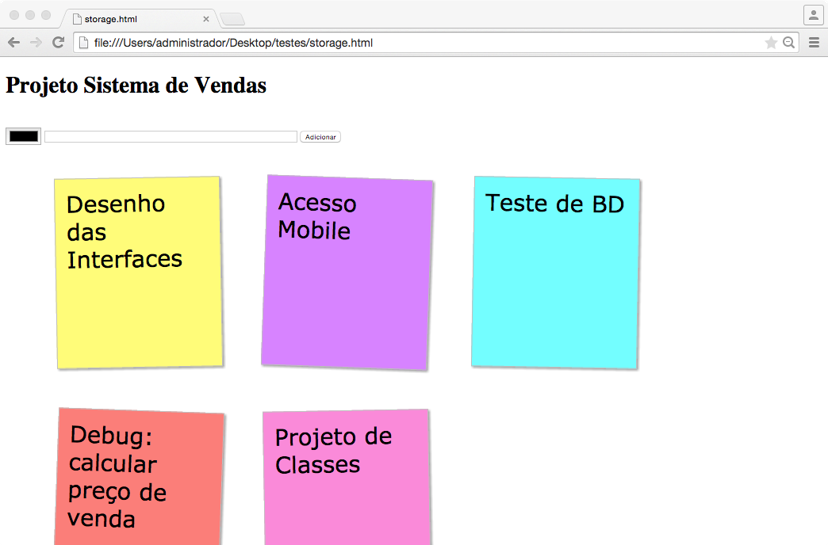 storage.html
file:///Users/administrador/Desktop/testes/storage.html
Projeto Sistema de Vendas
Adicionar
Desenho
das
Interfaces
Acesso
Mobile
Teste de BD
Debug:
calcular
preço de
venda
Projeto de
Classes